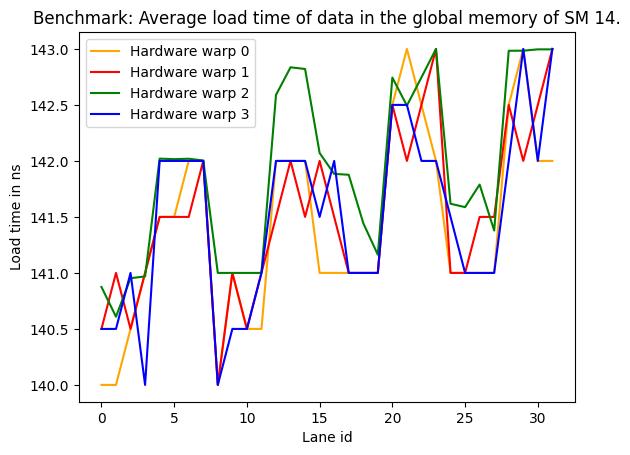 Benchmark: Average load time of data in the global memory of SM 14.
143.0
142.5
142.0
141.5
141.0
140.5
140.0
Load time in ns
Hardware warp 0
Hardware warp 1
Hardware warp 2
Hardware warp 3
0 5 10 15 20 25 30
Lane id